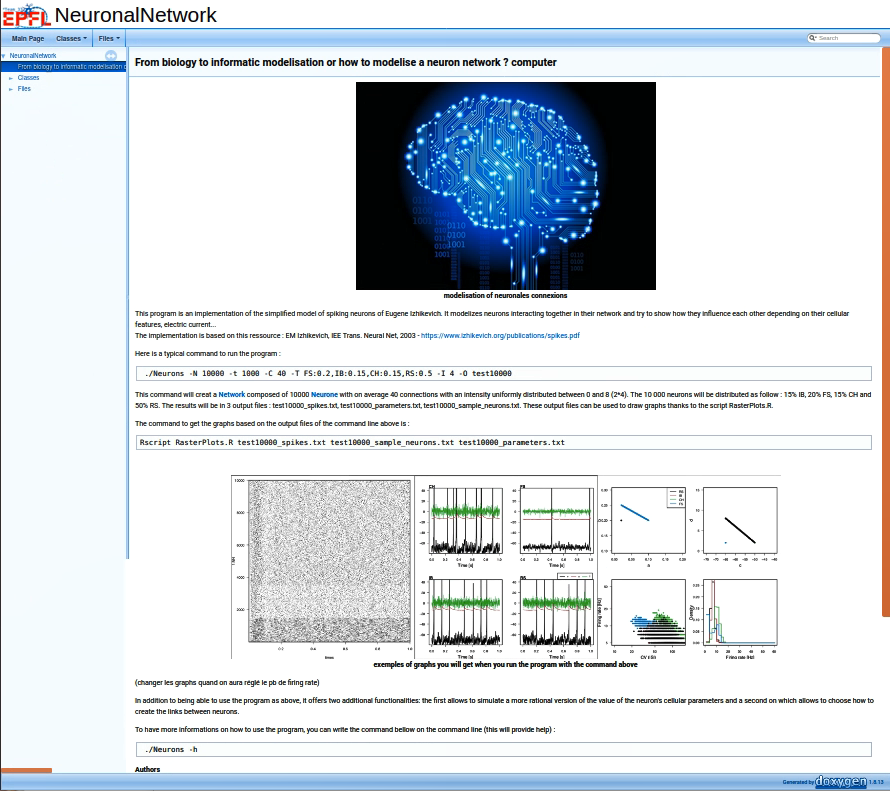 EPFL NeuronalNetwork
Main Page Classes Files Search
NeuronalNetwork
From biology to informatic modelisation o
Classes
Files
From biology to informatic modelisation or how to modelise a neuron network ? computer
modelisation of neuronales connexions
This program is an implementation of the simplified model of spiking neurons of Eugene Izhikevich. It modelizes neurons interacting together in their network and try to show how they influence each other depending on their cellular
features, electric current...
The implementation is based on this ressource : EM Izhikevich, IEEE Trans. Neural Net, 2003 - https://www.izhikevich.org/publications/spikes.pdf
Here is a typical command to run the program :
./Neurons -N 10000 -t 1000 -C 40 -T FS:0.2,IB:0.15,CH:0.15,RS:0.5 -I 4 -O test10000
This command will creat a Network composed of 10000 Neurone with on average 40 connections with an intensity uniformly distributed between 0 and 8 (2*4). The 10 000 neurons will be distributed as follow : 15% IB, 20% FS, 15% CH and
50% RS. The results will be in 3 output files : test10000_spikes.txt, test10000_parameters.txt, test10000_sample_neurons.txt. These output files can be used to draw graphs thanks to the script RasterPlots.R.
The command to get the graphs based on the output files of the command line above is :
Rscript RasterPlots.R test10000_spikes.txt test10000_sample_neurons.txt test10000_parameters.txt
CH FS
IB RS
Time [s] Time [s]
Time [s] Time [s]
Firing rate [Hz]
exemples of graphs you will get when you run the program with the command above
(changer les graphs quand on aura réglé le pb de firing rate)
In addition to being able to use the program as above, it offers two additional functionalities: the first allows to simulate a more rational version of the value of the neuron's cellular parameters and a second on which allows to choose how to
create the links between neurons.
To have more informations on how to use the program, you can write the command bellow on the command line (this will provide help) :
./Neurons -h
Authors
Generated by doxygen 1.8.13